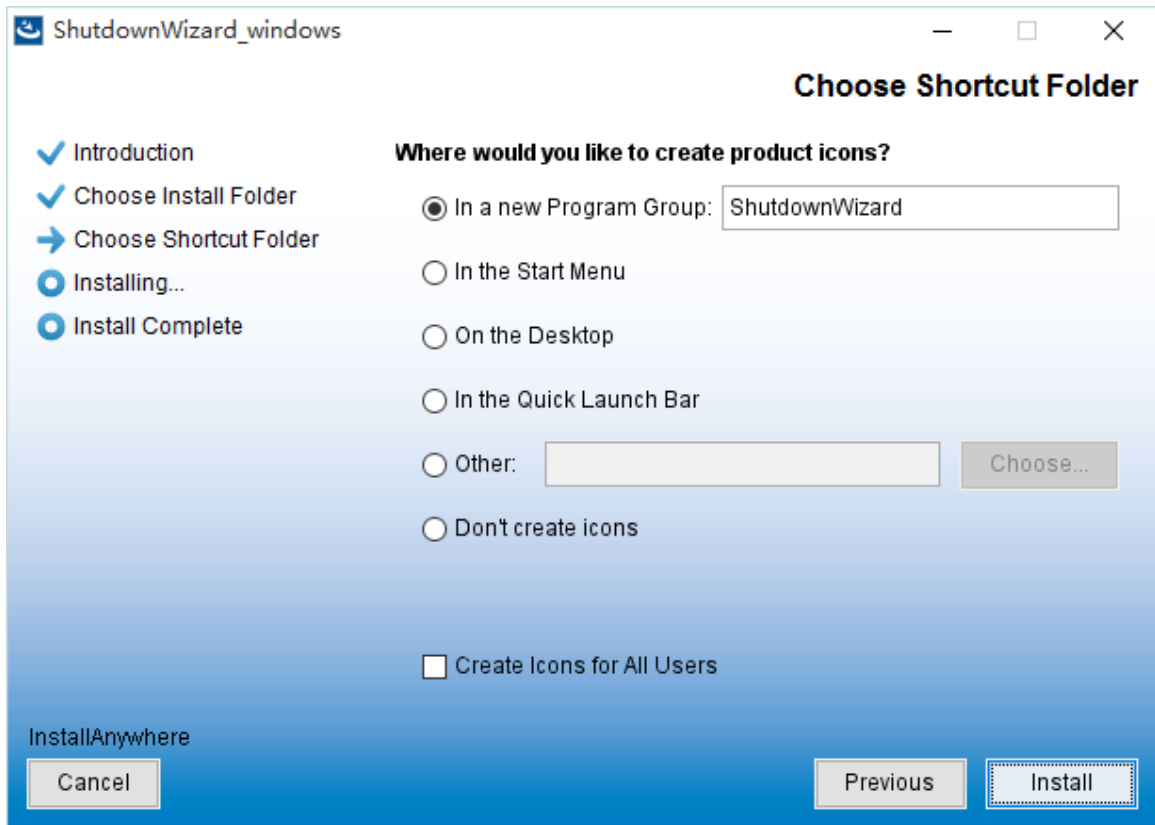 ShutdownWizard_windows
Choose Shortcut Folder
Introduction
Choose Install Folder
Choose Shortcut Folder
Installing...
Install Complete
Where would you like to create product icons?
In a new Program Group: ShutdownWizard
In the Start Menu
On the Desktop
In the Quick Launch Bar
Other: Choose...
Don't create icons
Create Icons for All Users
InstallAnywhere
Cancel Previous Install